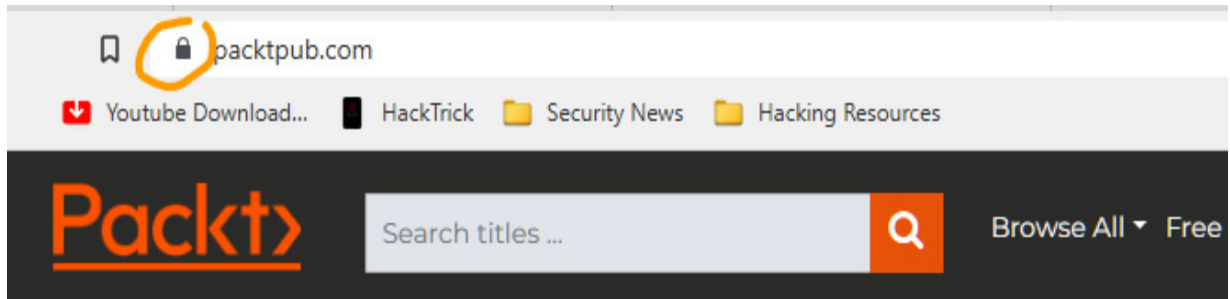 packtpub.com
Youtube Download... HackTrick Security News Hacking Resources
Packt> Search titles ... Browse All Free